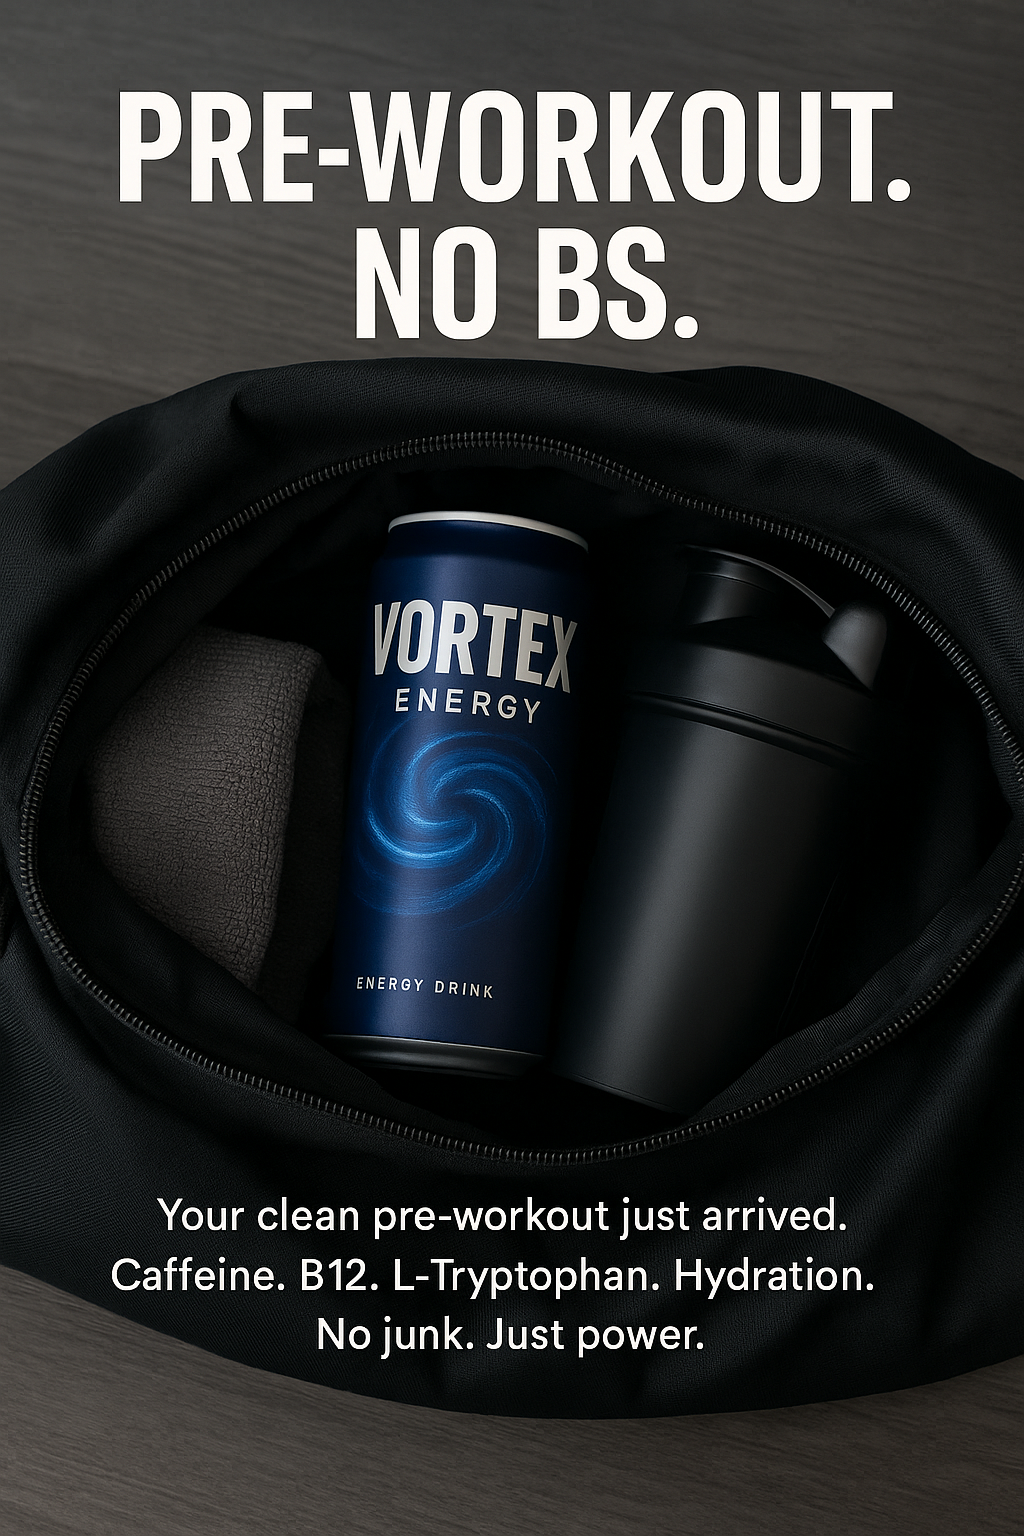 PRE-WORKOUT.
NO BS.
VORTEX
ENERGY
ENERGY DRINK
Your clean pre-workout just arrived.
Caffeine. B12. L-Tryptophan. Hydration.
No junk. Just power.